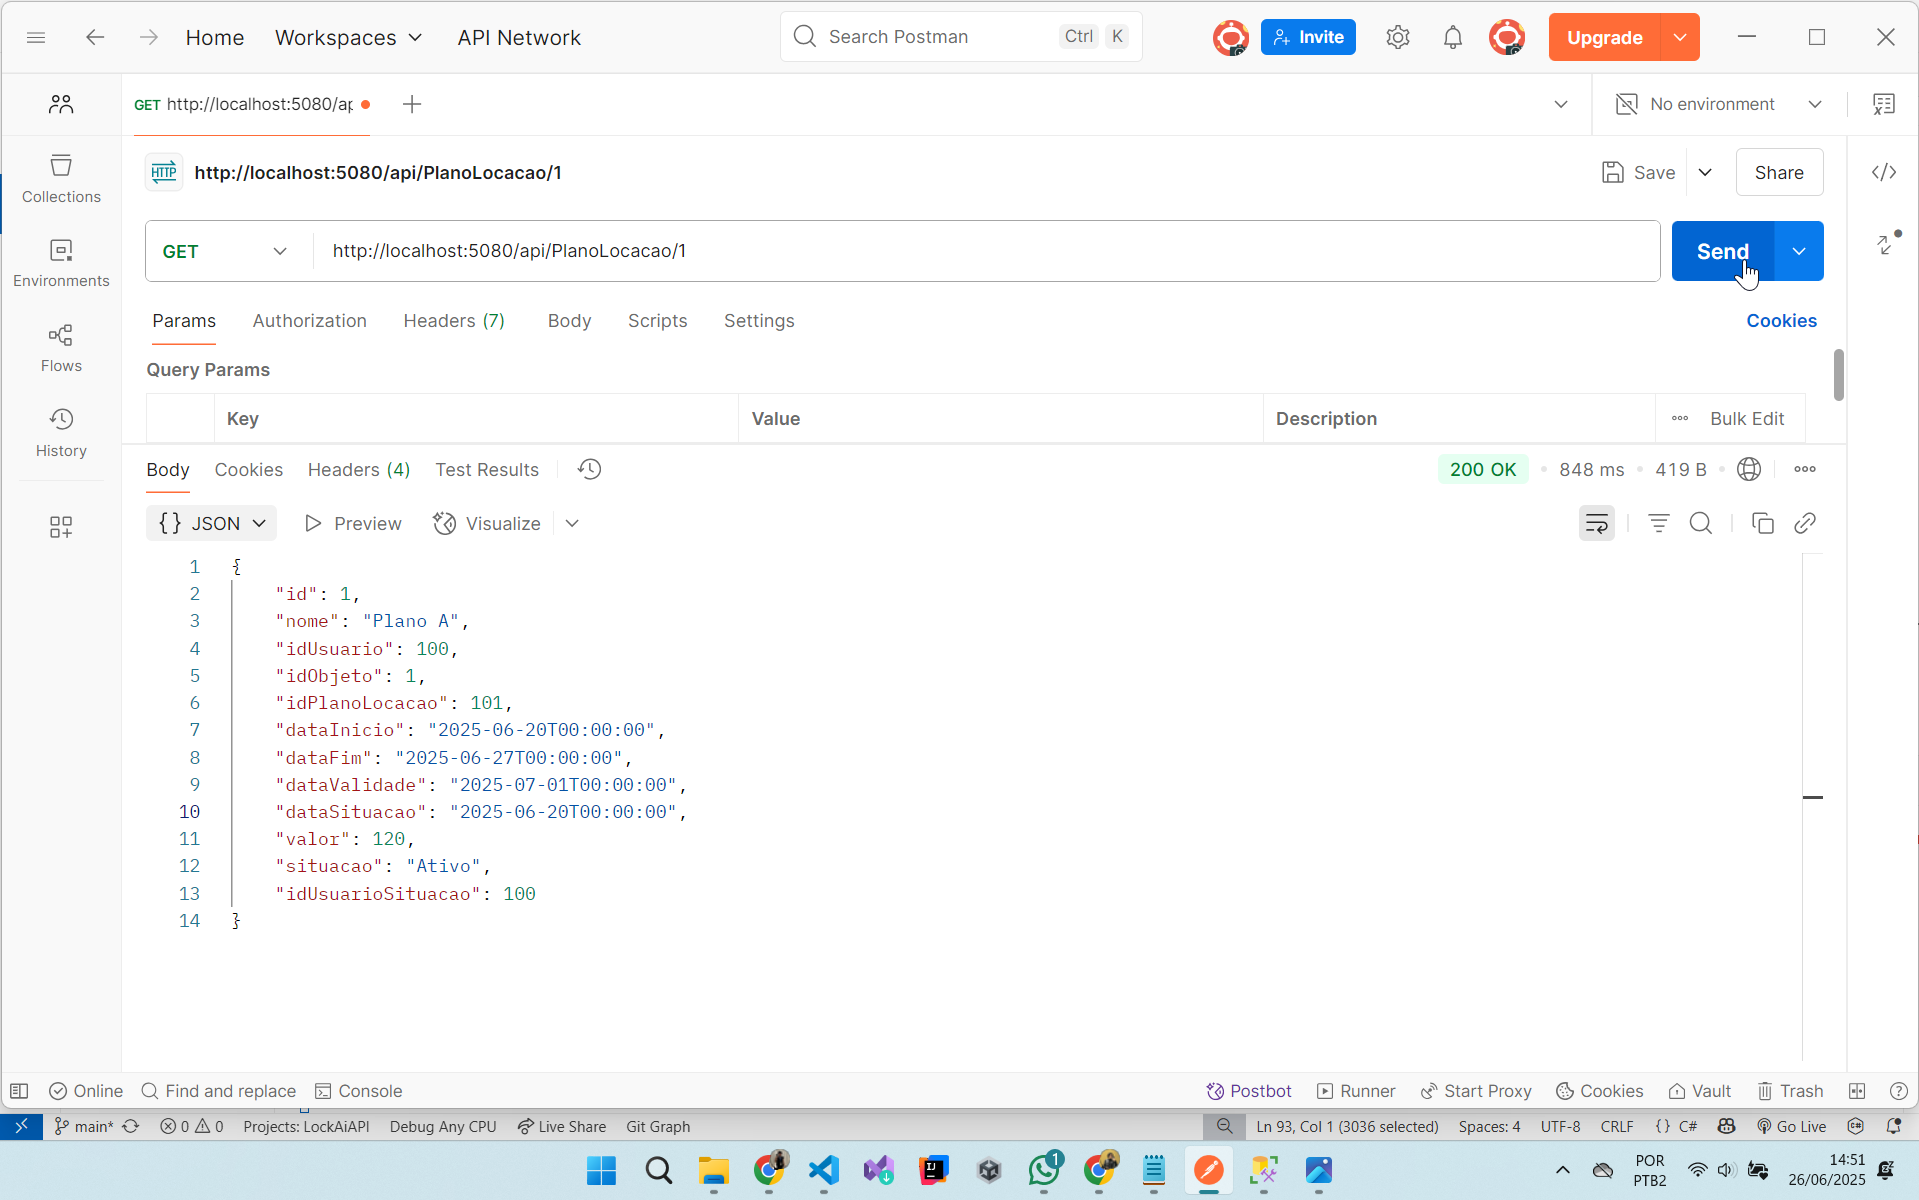 Home
Workspaces
API Network
Search Postman
Ctrl K
Invite
Upgrade
GET http://localhost:5080/ap
No environment
HTTP http://localhost:5080/api/PlanoLocacao/1
Save
Share
Collections
Environments
Flows
History
GET
http://localhost:5080/api/PlanoLocacao/1
Send
Params
Authorization
Headers (7)
Body
Scripts
Settings
Cookies
Query Params
Key
Value
Description
Bulk Edit
Body
Cookies
Headers (4)
Test Results
200 OK
848 ms
419 B
{} JSON
Preview
Visualize
1 {
2 "id": 1,
3 "nome": "Plano A",
4 "idUsuario": 100,
5 "idObjeto": 1,
6 "idPlanoLocacao": 101,
7 "dataInicio": "2025-06-20T00:00:00",
8 "dataFim": "2025-06-27T00:00:00",
9 "dataValidade": "2025-07-01T00:00:00",
10 "dataSituacao": "2025-06-20T00:00:00",
11 "valor": 120,
12 "situacao": "Ativo",
13 "idUsuarioSituacao": 100
14 }
Online
Find and replace
Console
Postbot
Runner
Start Proxy
Cookies
Vault
Trash
main*
0
0
Projects: LockAiAPI
Debug Any CPU
Live Share
Git Graph
Ln 93, Col 1 (3036 selected)
Spaces: 4
UTF-8
CRLF
{} C#
Go Live
IJ
1
POR
PTB2
14:51
26/06/2025